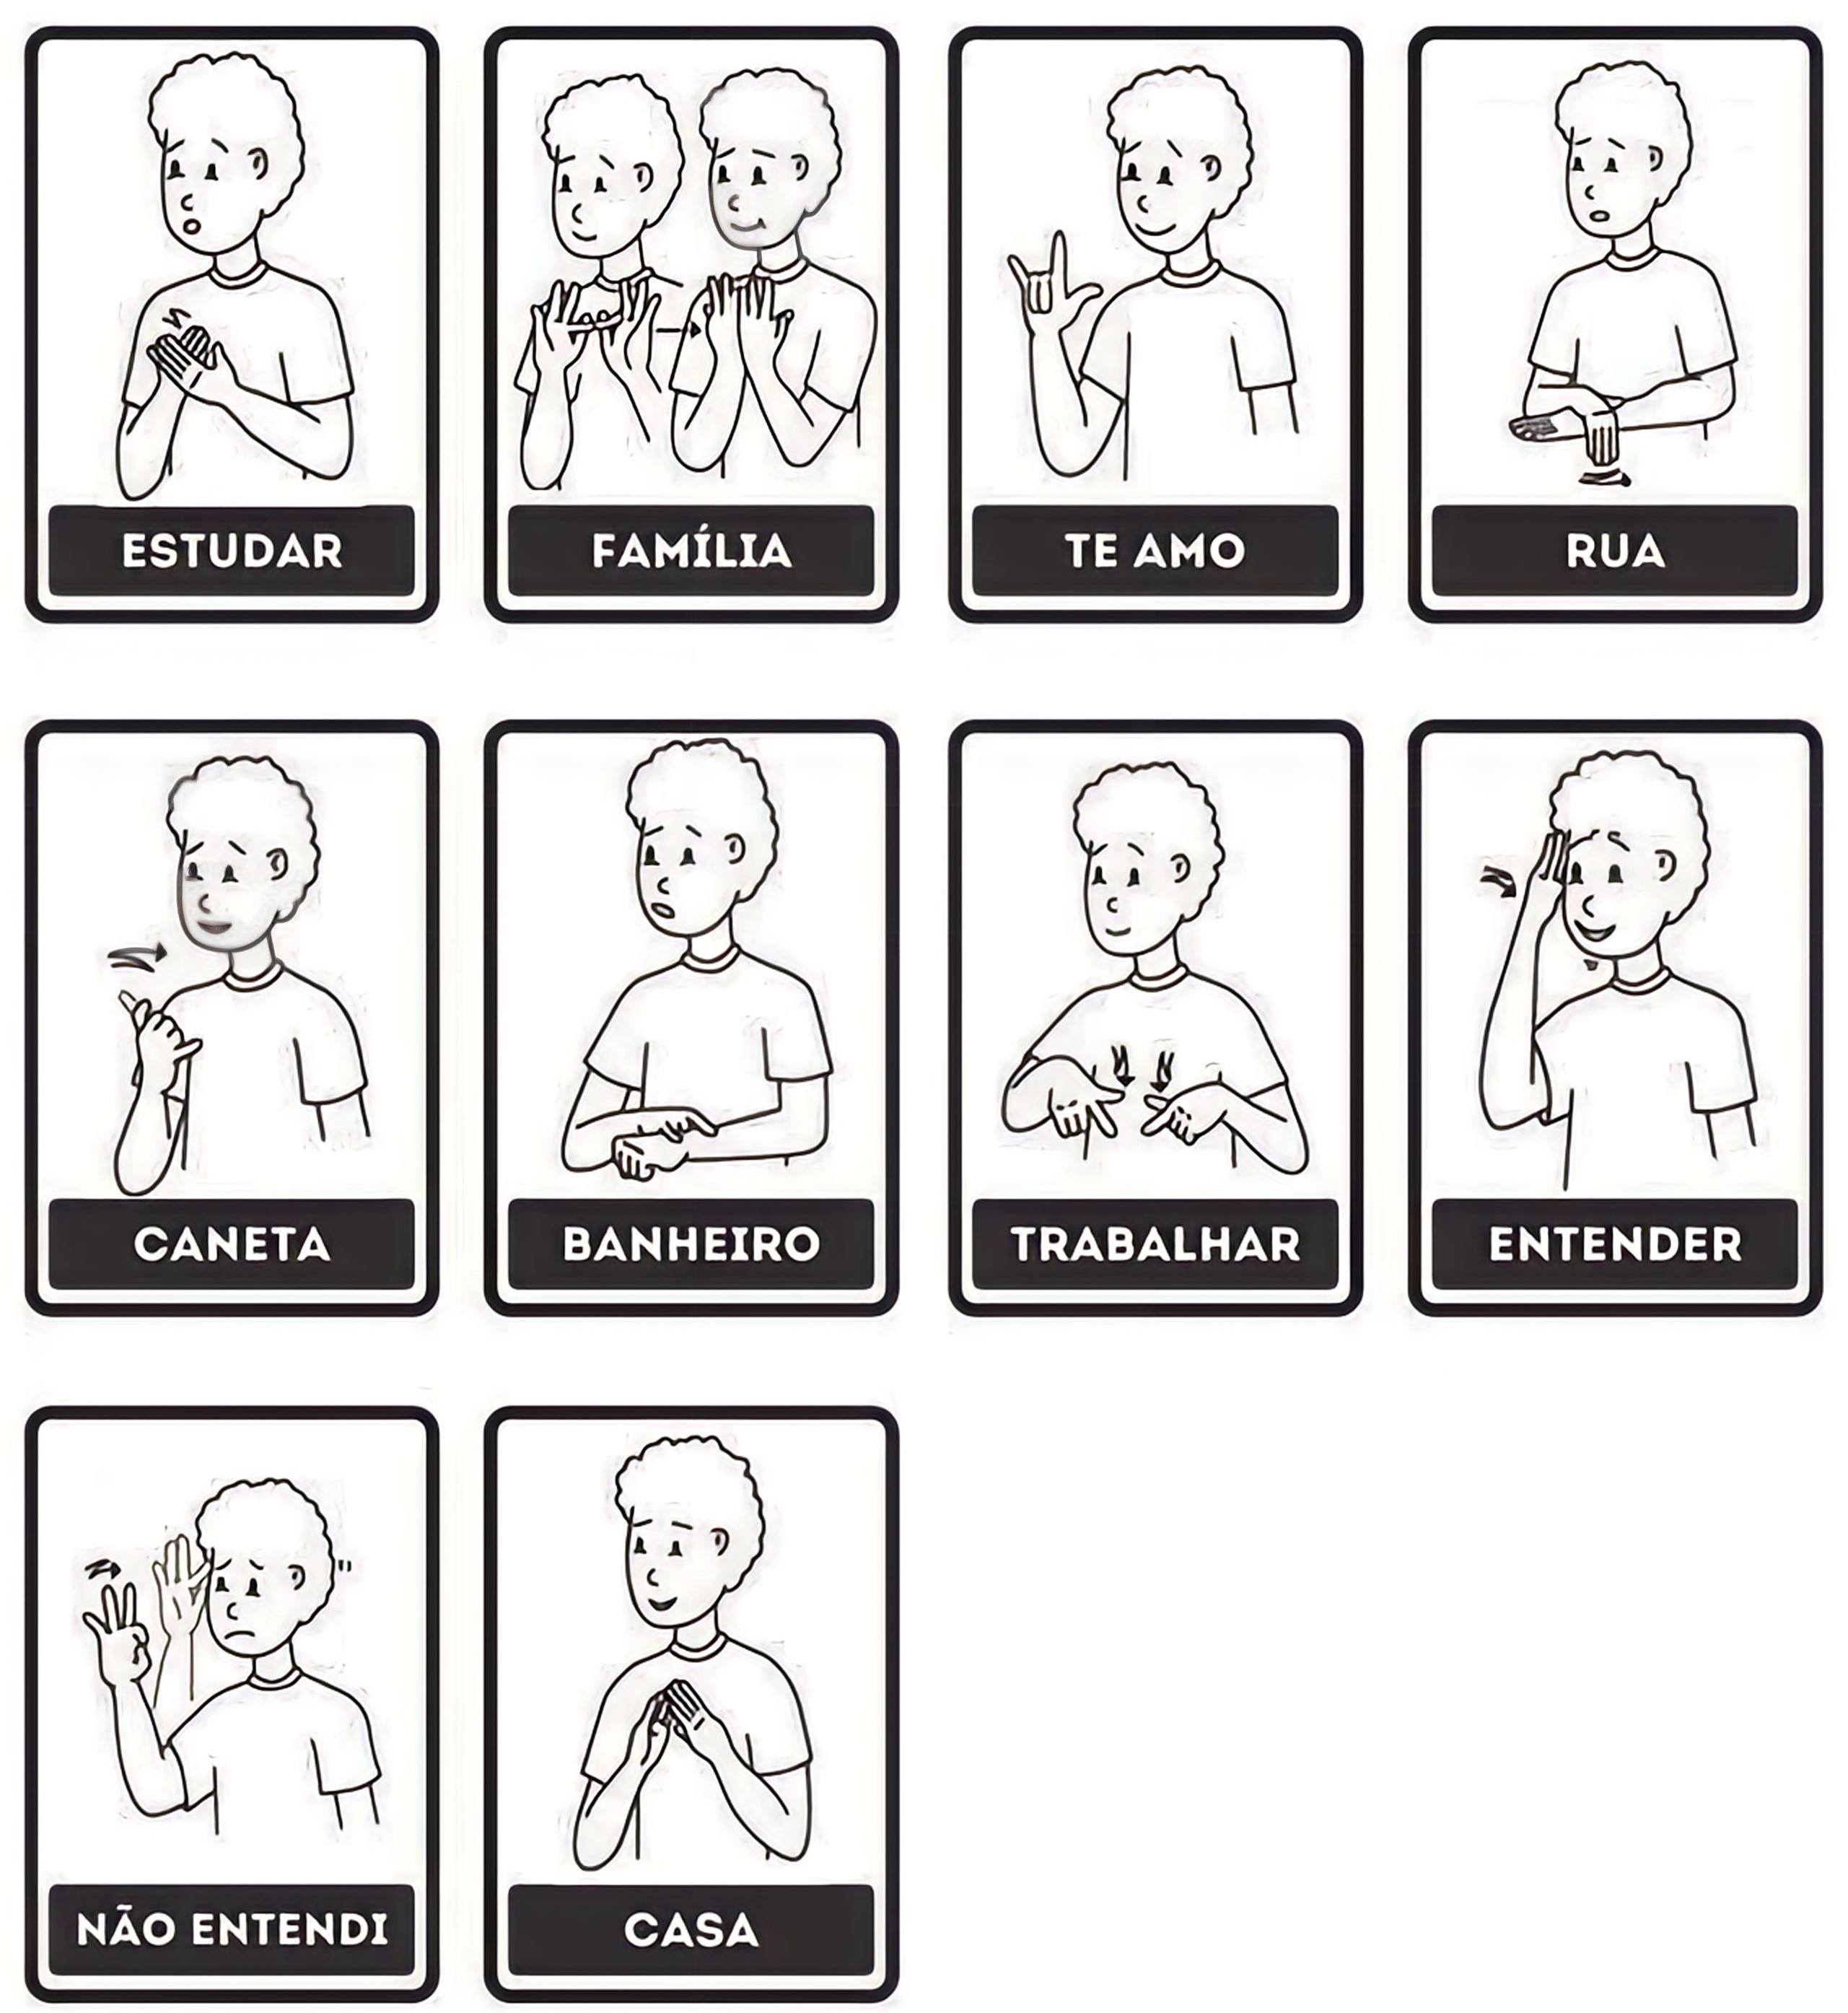 ESTUDAR
FAMÍLIA
TE AMO
RUA
CANETA
BANHEIRO
TRABALHAR
ENTENDER
NÃO ENTENDI
CASA